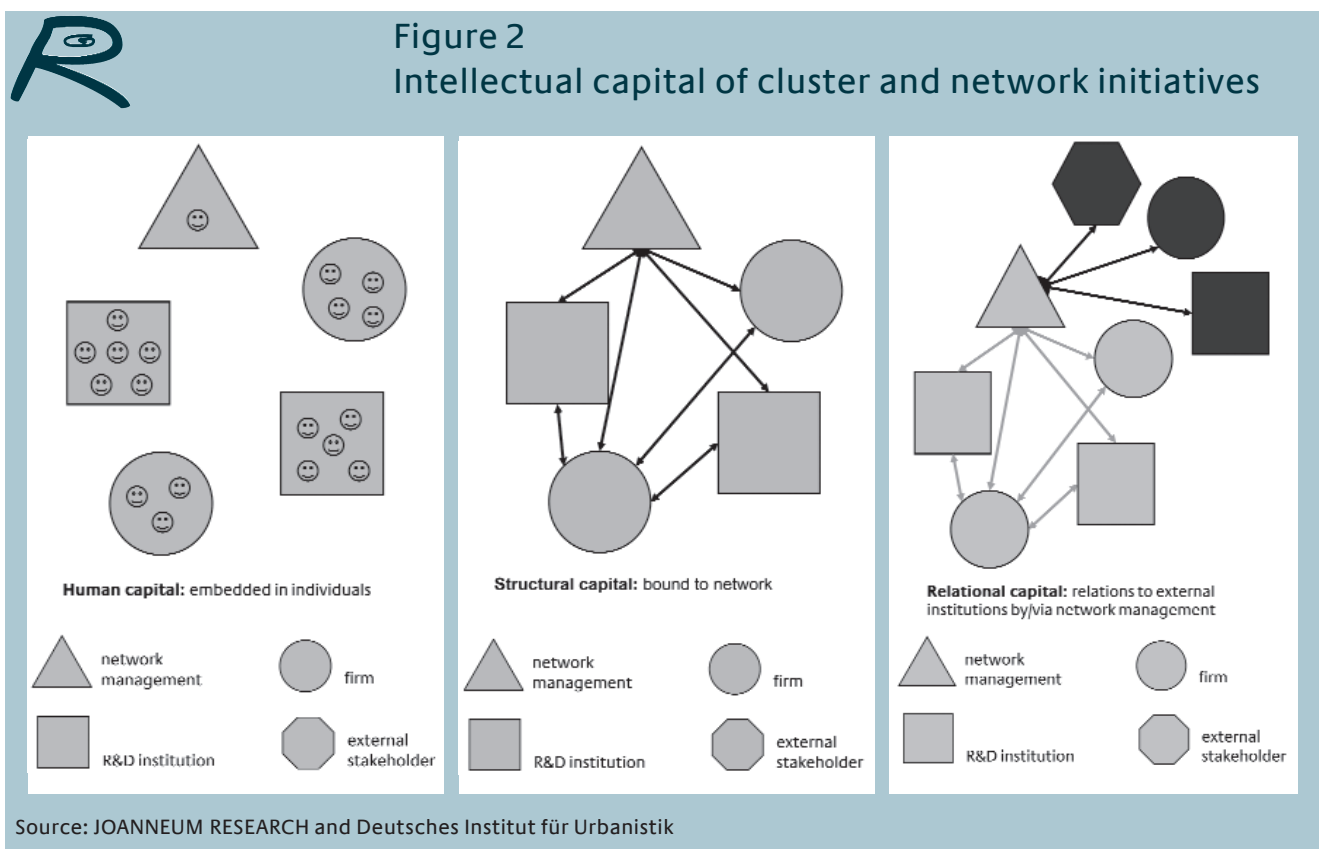 Figure 2
Intellectual capital of cluster and network initiatives
Human capital: embedded in individuals
network
management
firm
R&D institution
external
stakeholder
Structural capital: bound to network
network
management
firm
R&D institution
external
stakeholder
Relational capital: relations to external
institutions by/via network management
network
management
firm
R&D institution
external
stakeholder
Source: JOANNEUM RESEARCH and Deutsches Institut für Urbanistik